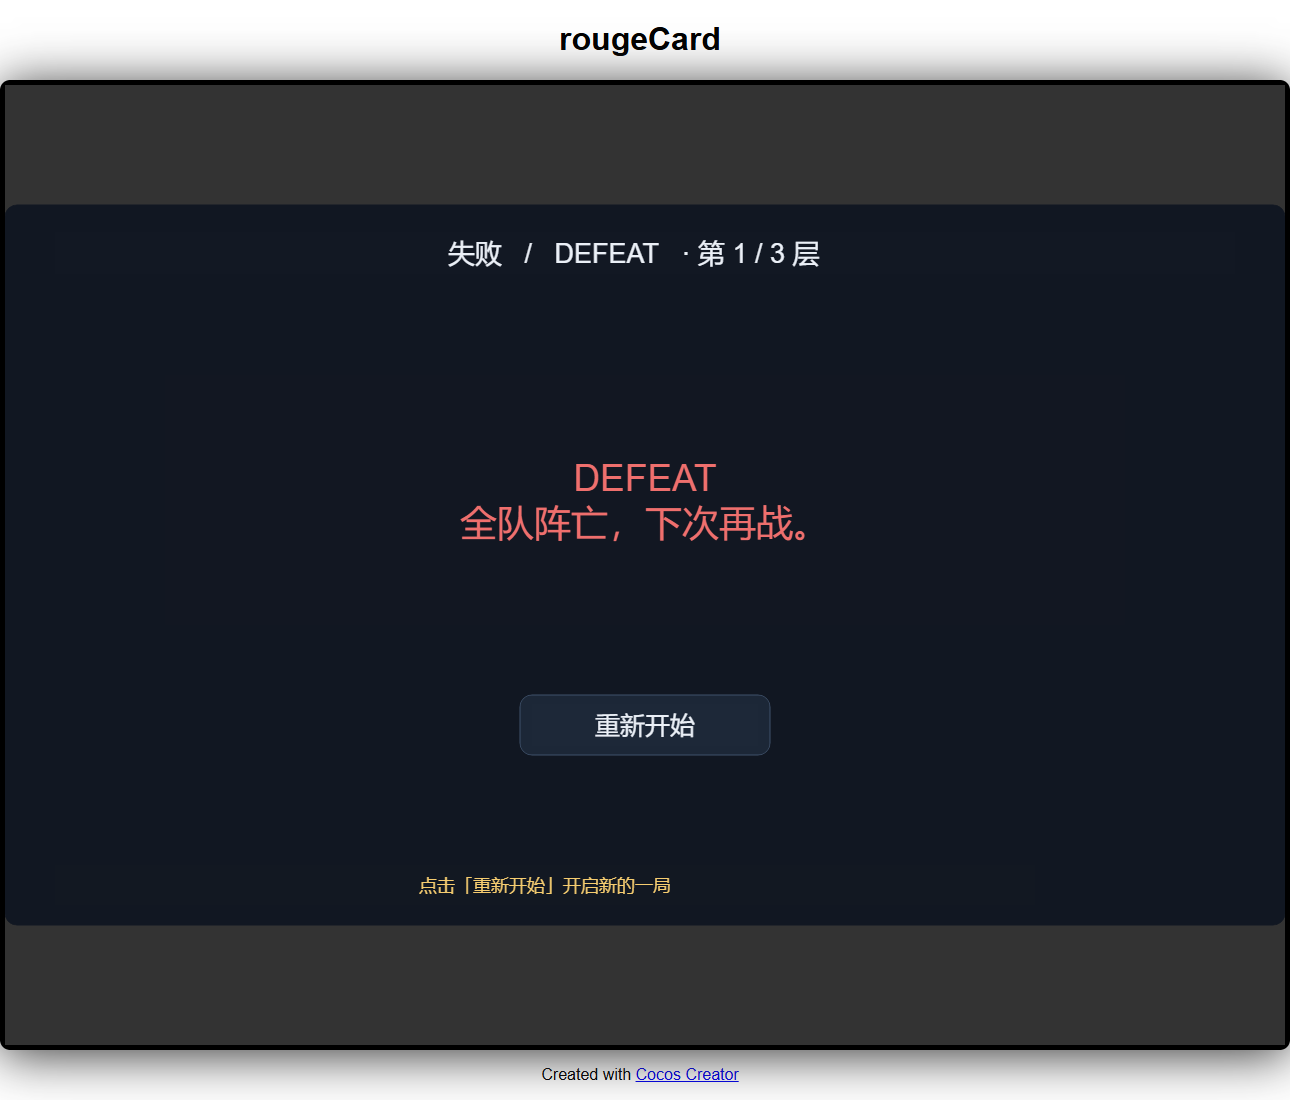 rougeCard
失败 / DEFEAT · 第 1 / 3 层
DEFEAT
全队阵亡，下次再战。
重新开始
点击「重新开始」开启新的一局
Created with Cocos Creator